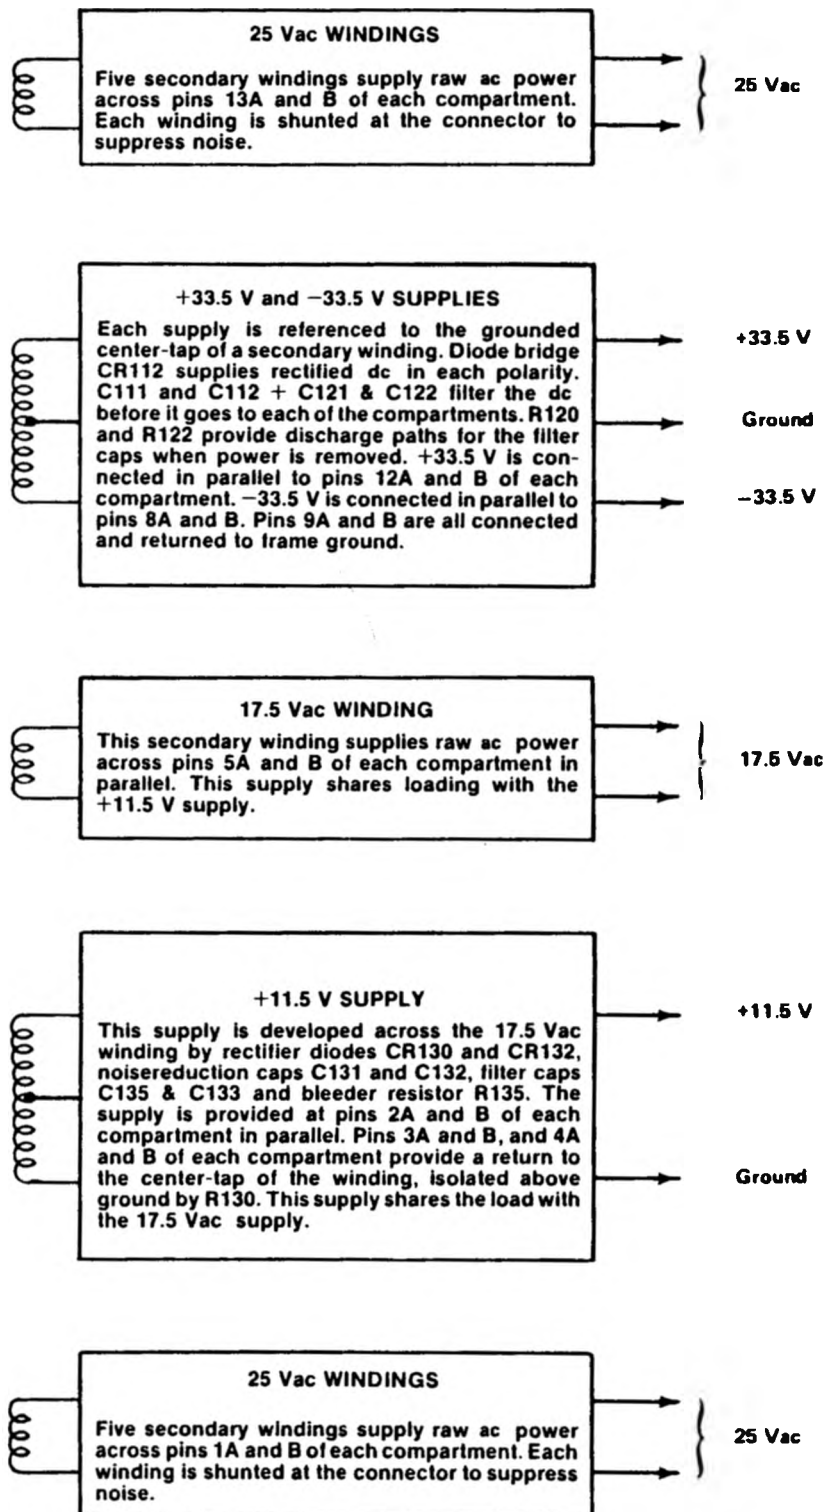 25 Vac WINDINGS
Five secondary windings supply raw ac power
across pins 13A and B of each compartment.
Each winding is shunted at the connector to
suppress noise.
25 Vac
+33.5 V and −33.5 V SUPPLIES
Each supply is referenced to the grounded
center-tap of a secondary winding. Diode bridge
CR112 supplies rectified dc in each polarity.
C111 and C112 + C121 & C122 filter the dc
before it goes to each of the compartments. R120
and R122 provide discharge paths for the filter
caps when power is removed. +33.5 V is con-
nected in parallel to pins 12A and B of each
compartment. −33.5 V is connected in parallel to
pins 8A and B. Pins 9A and B are all connected
and returned to frame ground.
+33.5 V
Ground
−33.5 V
17.5 Vac WINDING
This secondary winding supplies raw ac power
across pins 5A and B of each compartment in
parallel. This supply shares loading with the
+11.5 V supply.
17.5 Vac
+11.5 V SUPPLY
This supply is developed across the 17.5 Vac
winding by rectifier diodes CR130 and CR132,
noisereduction caps C131 and C132, filter caps
C135 & C133 and bleeder resistor R135. The
supply is provided at pins 2A and B of each
compartment in parallel. Pins 3A and B, and 4A
and B of each compartment provide a return to
the center-tap of the winding, isolated above
ground by R130. This supply shares the load with
the 17.5 Vac supply.
+11.5 V
Ground
25 Vac WINDINGS
Five secondary windings supply raw ac power
across pins 1A and B of each compartment. Each
winding is shunted at the connector to suppress
noise.
25 Vac